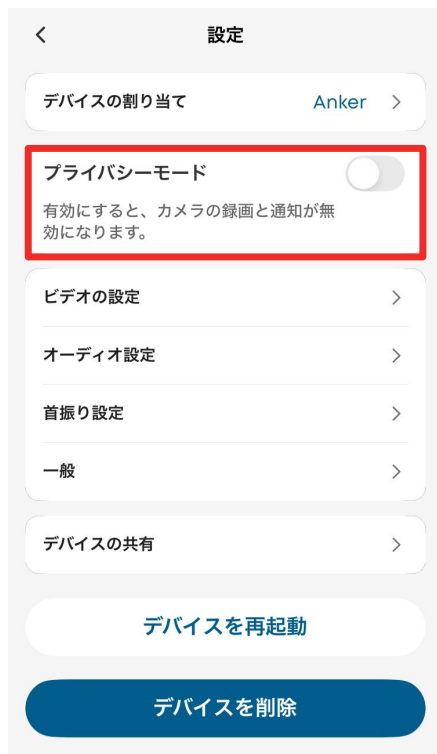 設定
デバイスの割り当て Anker
プライバシーモード
有効にすると、カメラの録画と通知が無
効になります。
ビデオの設定
オーディオ設定
首振り設定
一般
デバイスの共有
デバイスを再起動
デバイスを削除